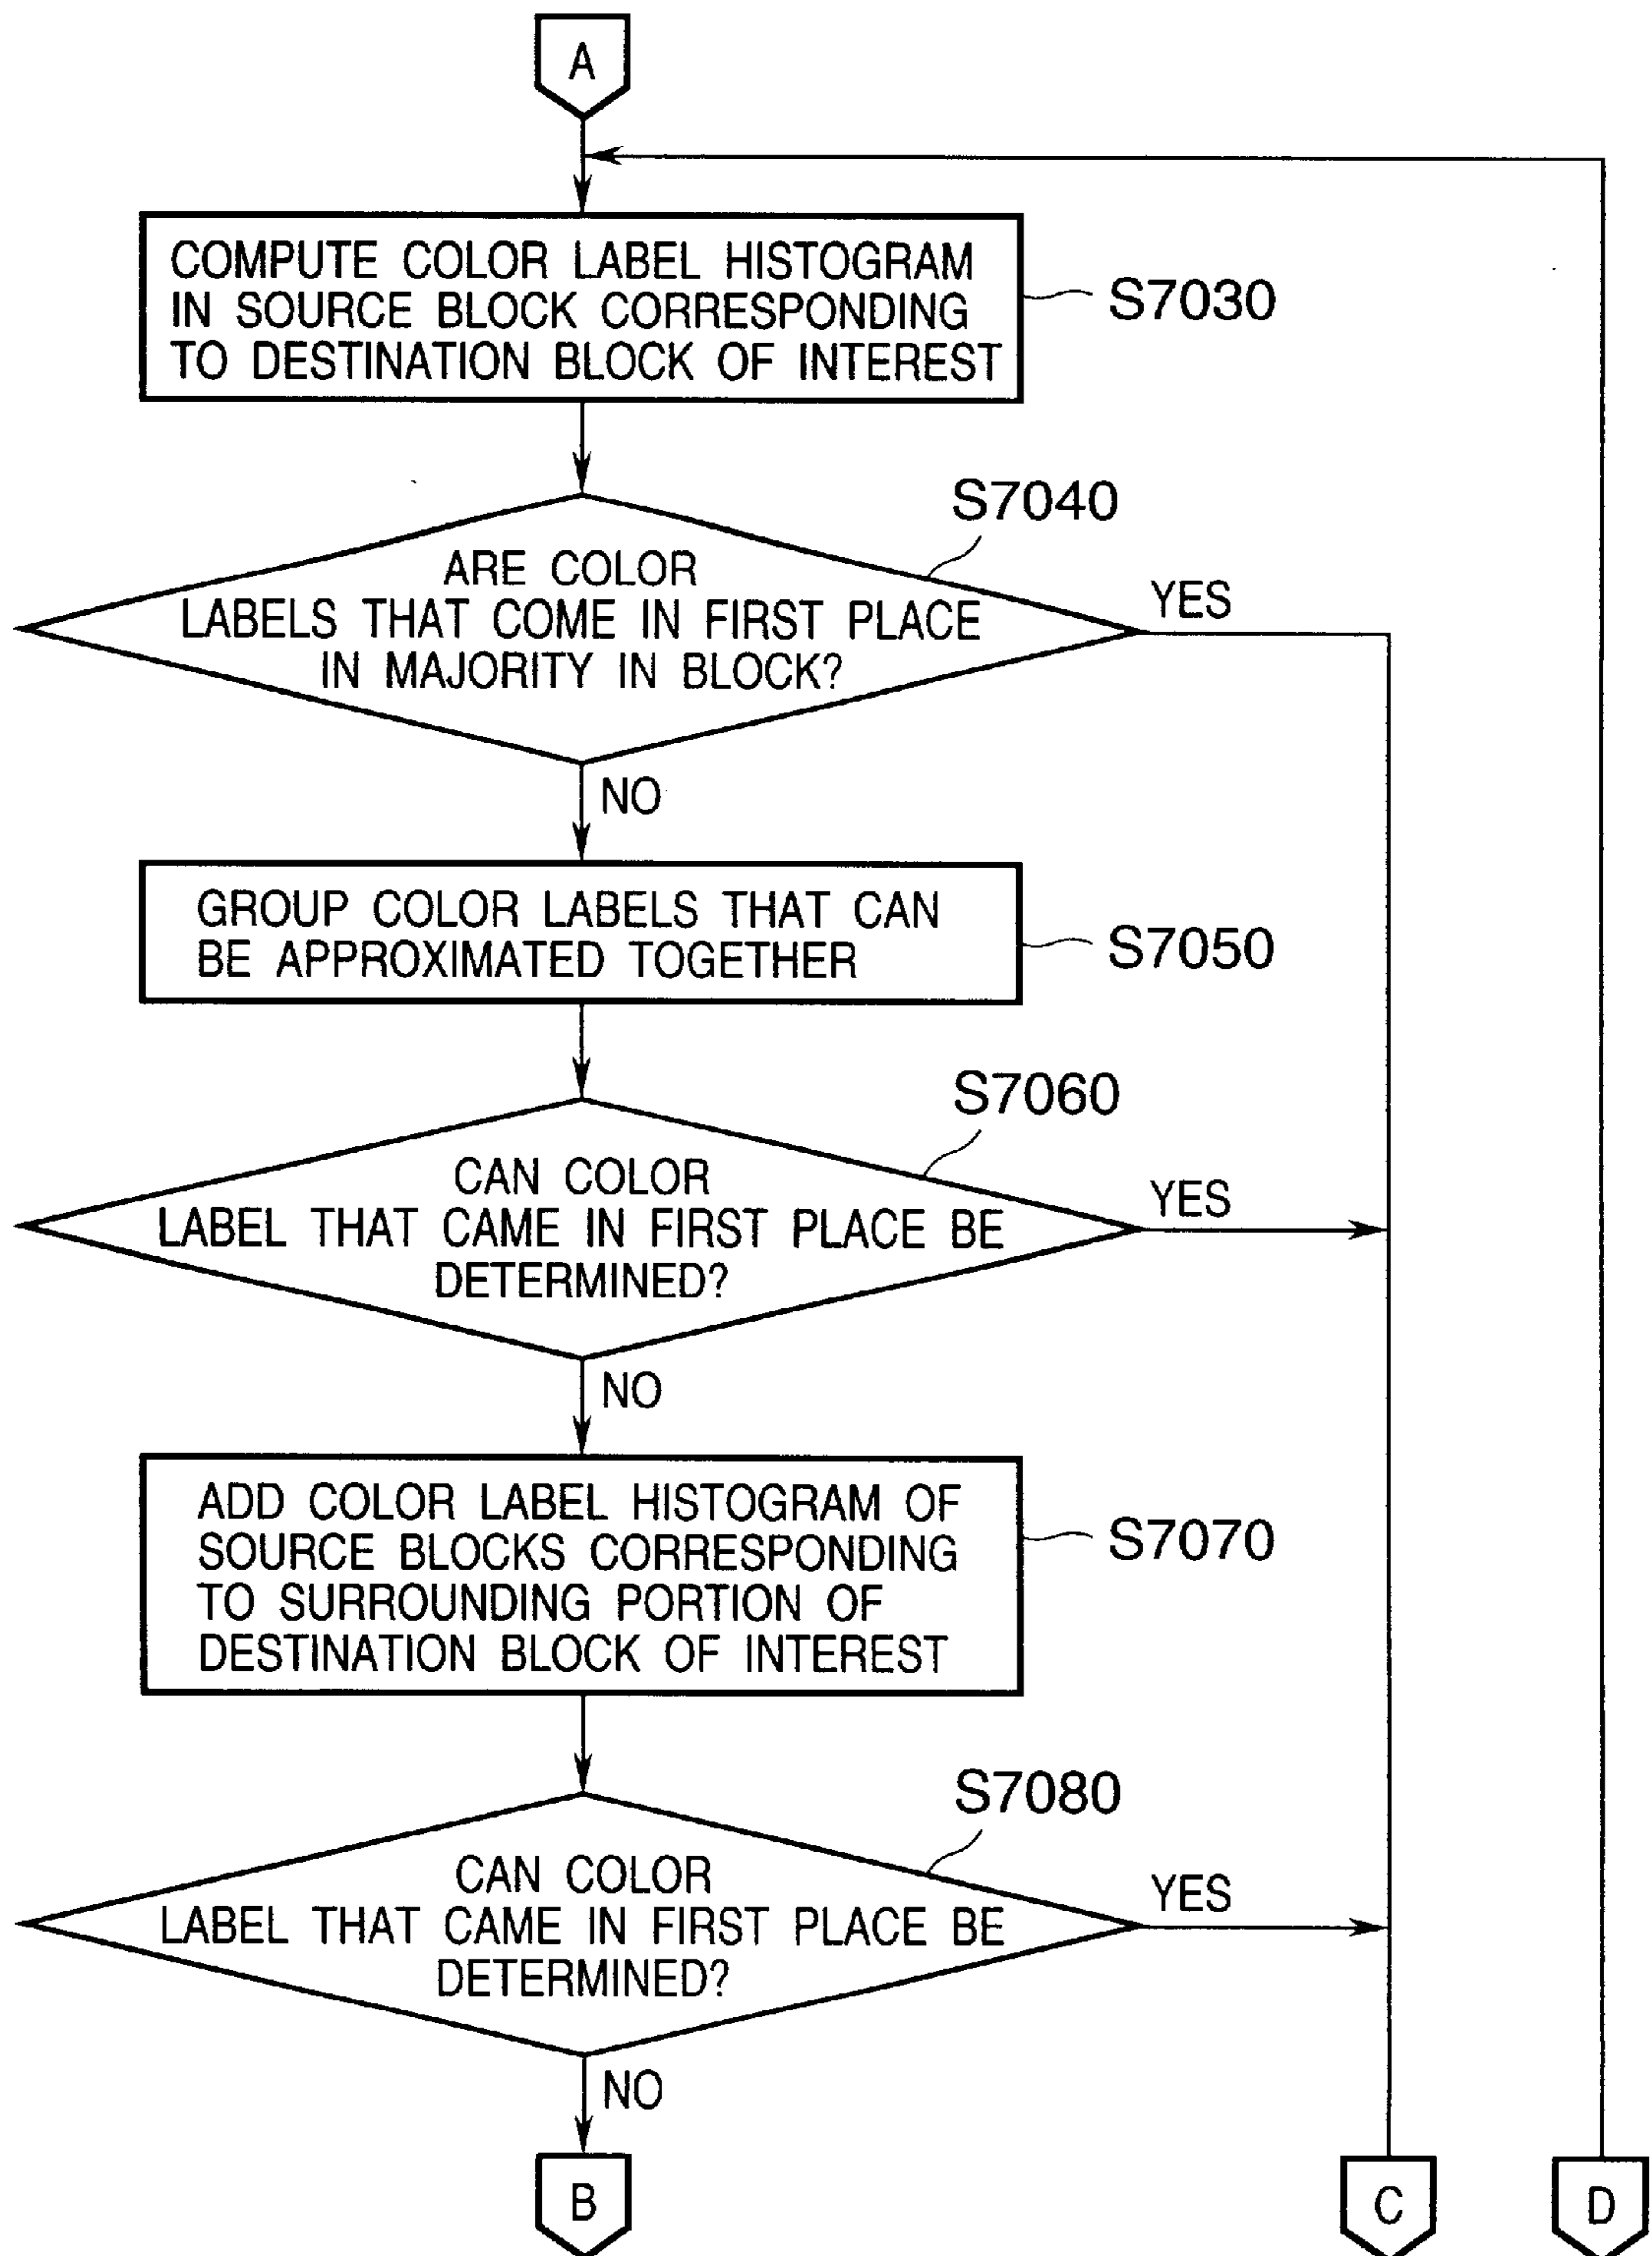 A
COMPUTE COLOR LABEL HISTOGRAM
IN SOURCE BLOCK CORRESPONDING
TO DESTINATION BLOCK OF INTEREST
S7030
S7040
ARE COLOR
LABELS THAT COME IN FIRST PLACE
IN MAJORITY IN BLOCK?
YES
NO
GROUP COLOR LABELS THAT CAN
BE APPROXIMATED TOGETHER
S7050
S7060
CAN COLOR
LABEL THAT CAME IN FIRST PLACE BE
DETERMINED?
YES
NO
ADD COLOR LABEL HISTOGRAM OF
SOURCE BLOCKS CORRESPONDING
TO SURROUNDING PORTION OF
DESTINATION BLOCK OF INTEREST
S7070
S7080
CAN COLOR
LABEL THAT CAME IN FIRST PLACE BE
DETERMINED?
YES
NO
B
C
D